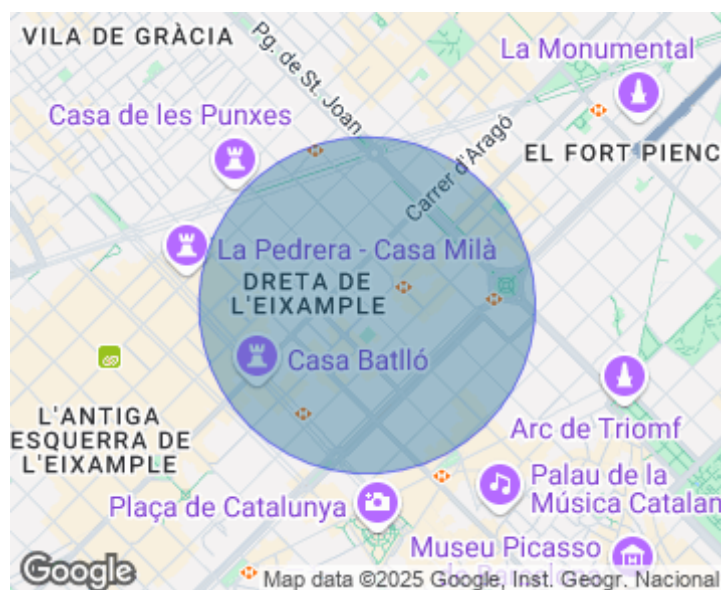 VILA DE GRÀCIA
Pg. de St. Joan
La Monumental
Casa de les Punxes
Carrer d'Aragó
EL FORT PIENC
La Pedrera - Casa Milà
DRETA DE
L'EIXAMPLE
Casa Batlló
L'ANTIGA
ESQUERRA DE
L'EIXAMPLE
Arc de Triomf
Palau de la
Música Catalan
Plaça de Catalunya
Museu Picasso
Google
Map data ©2025 Google, Inst. Geogr. Nacional